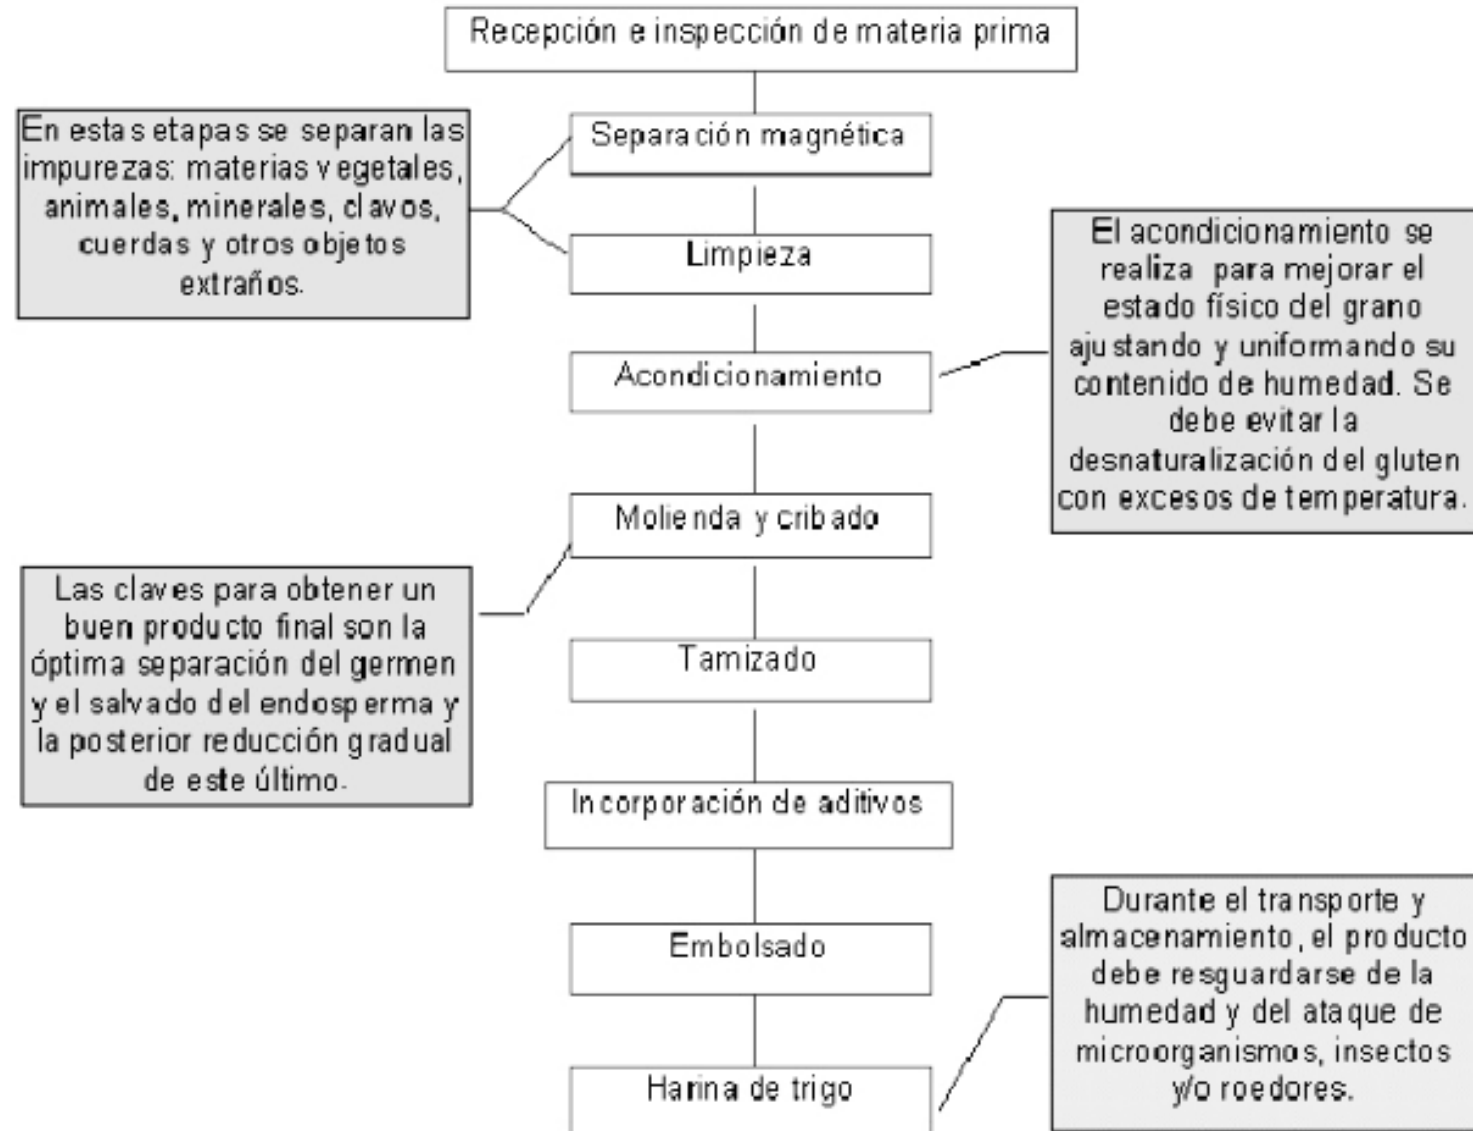 Recepción e inspección de materia prima
En estas etapas se separan las
impurezas: materias vegetales,
animales, minerales, clavos,
cuerdas y otros objetos
extraños.
Separación magnética
Limpieza
El acondicionamiento se
realiza para mejorar el
estado físico del grano
ajustando y uniformando su
contenido de humedad. Se
debe evitar la
desnaturalización del gluten
con excesos de temperatura.
Acondicionamiento
Molienda y cribado
Las claves para obtener un
buen producto final son la
óptima separación del germen
y el salvado del endosperma y
la posterior reducción gradual
de este último.
Tamizado
Incorporación de aditivos
Embolsado
Durante el transporte y
almacenamiento, el producto
debe resguardarse de la
humedad y del ataque de
microorganismos, insectos
y/o roedores.
Harina de trigo